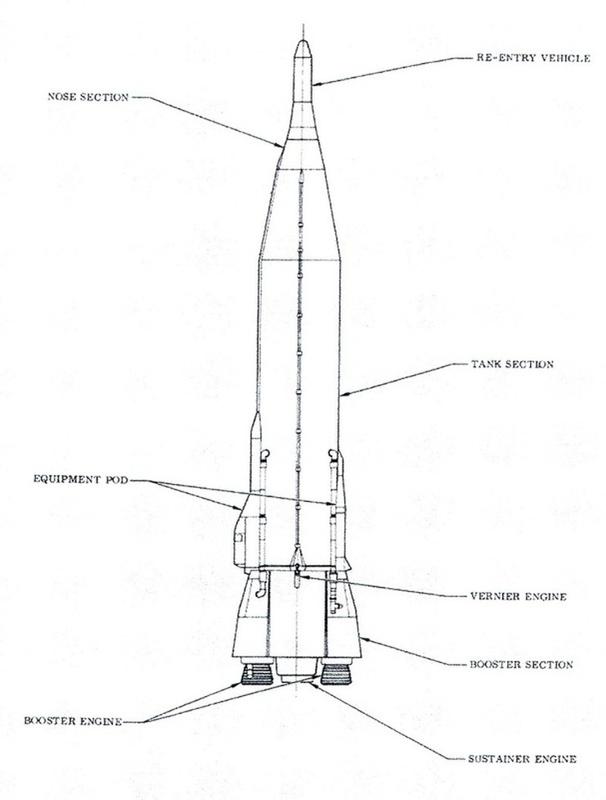 RE-ENTRY VEHICLE
NOSE SECTION
TANK SECTION
EQUIPMENT POD
VERNIER ENGINE
BOOSTER SECTION
BOOSTER ENGINE
SUSTAINER ENGINE